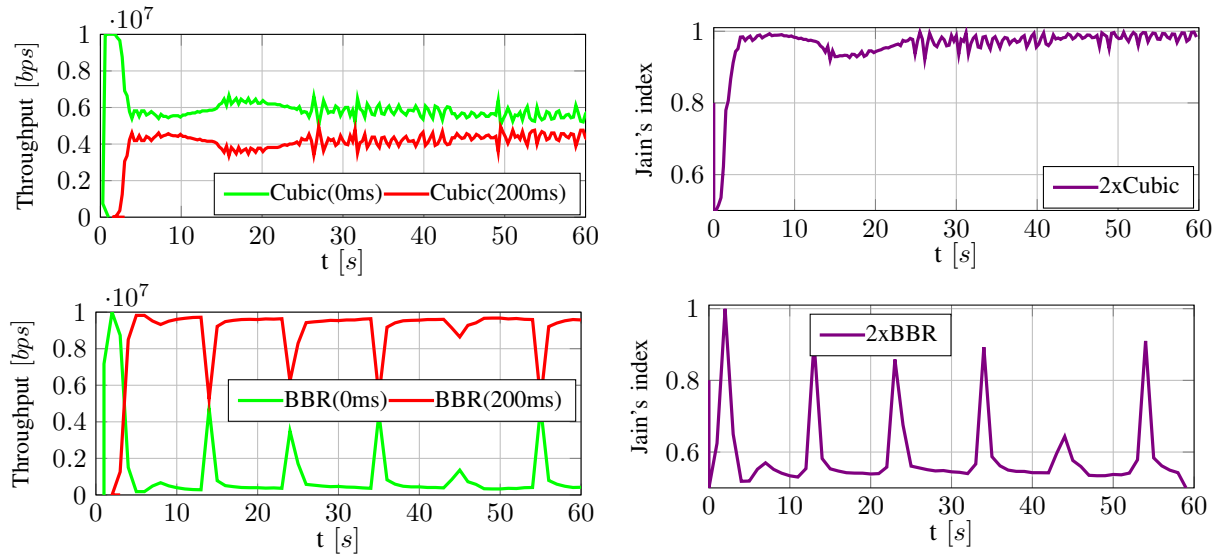 ·10⁷
1
0.8
0.6
0.4
0.2
0
Throughput [bps]
Cubic(0ms) Cubic(200ms)
0 10 20 30 40 50 60
t [s]
1
0.8
0.6
Jain's index
2xCubic
0 10 20 30 40 50 60
t [s]
·10⁷
1
0.8
0.6
0.4
0.2
0
Throughput [bps]
BBR(0ms) BBR(200ms)
0 10 20 30 40 50 60
t [s]
1
0.8
0.6
Jain's index
2xBBR
0 10 20 30 40 50 60
t [s]